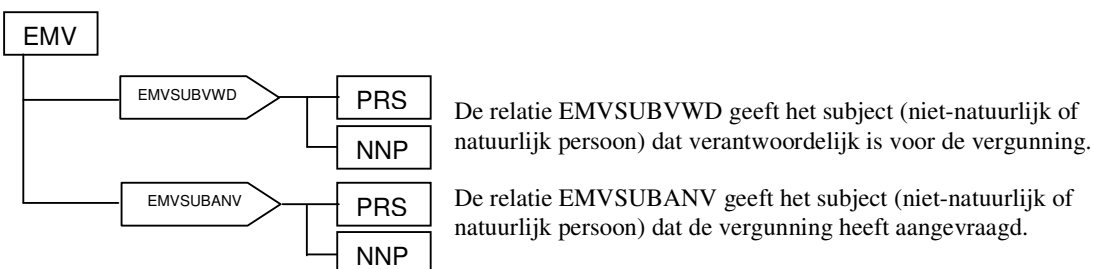 EMV
EMVSUBVWD
PRS
NNP
De relatie EMVSUBVWD geeft het subject (niet-natuurlijk of
natuurlijk persoon) dat verantwoordelijk is voor de vergunning.
EMVSUBANV
PRS
NNP
De relatie EMVSUBANV geeft het subject (niet-natuurlijk of
natuurlijk persoon) dat de vergunning heeft aangevraagd.